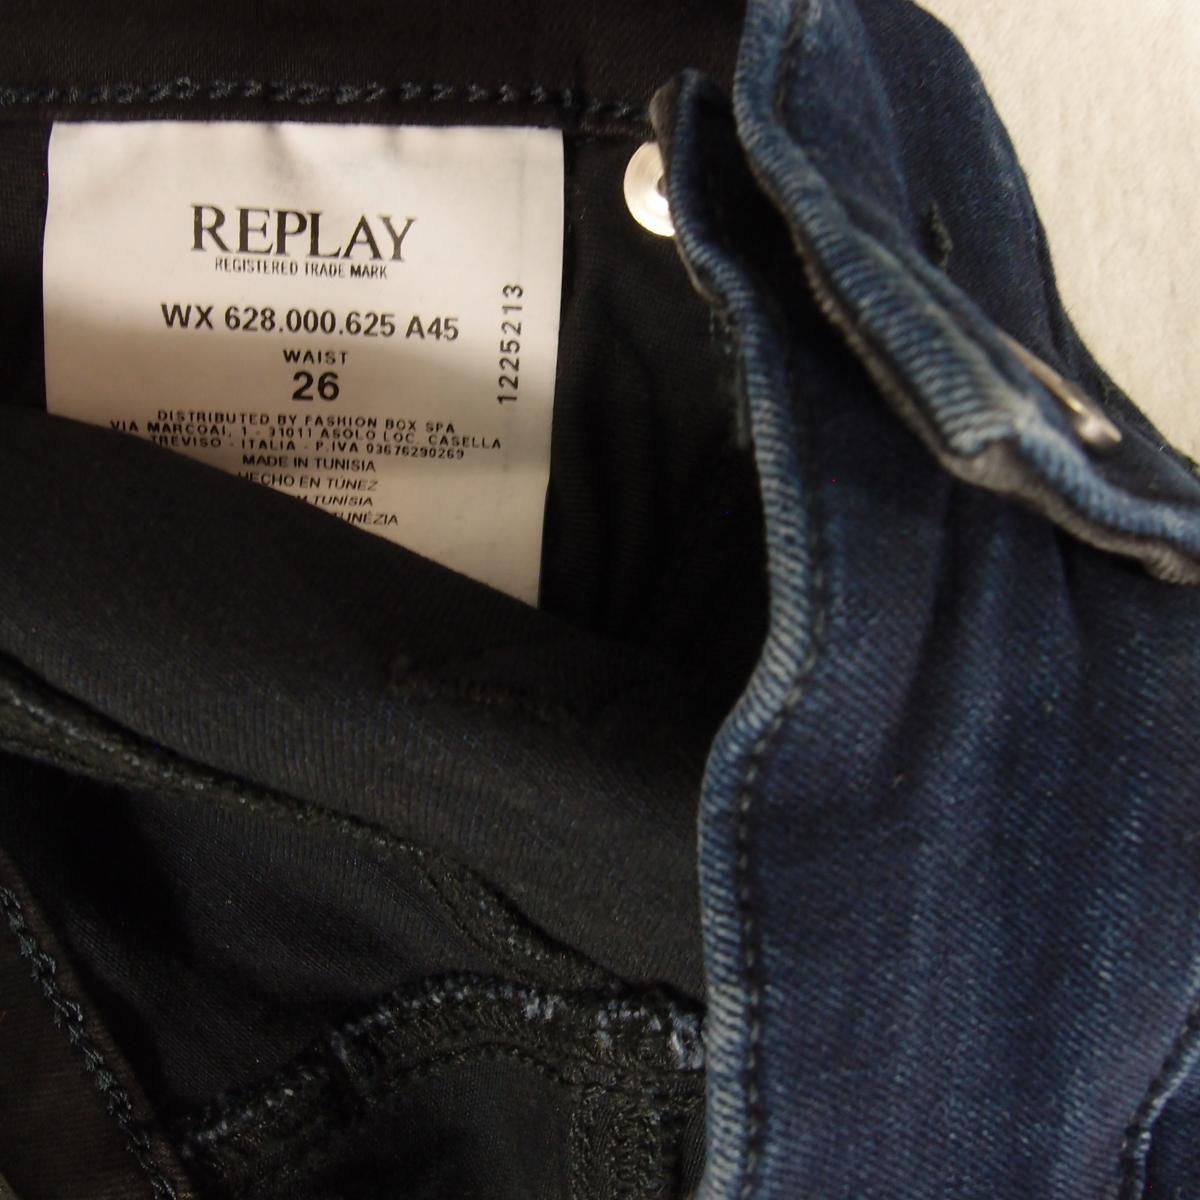 REPLAY
REGISTERED TRADE MARK
WX 628.000.625 A45
WAIST
26
DISTRIBUTED BY FASHION BOX SPA
VIA MARCOAI, 1 - 31011 ASOLO LOC. CASELLA
TREVISO - ITALIA - P.IVA 03676290269
MADE IN TUNISIA
HECHO EN TÚNEZ
TUNÍSIA
1225213